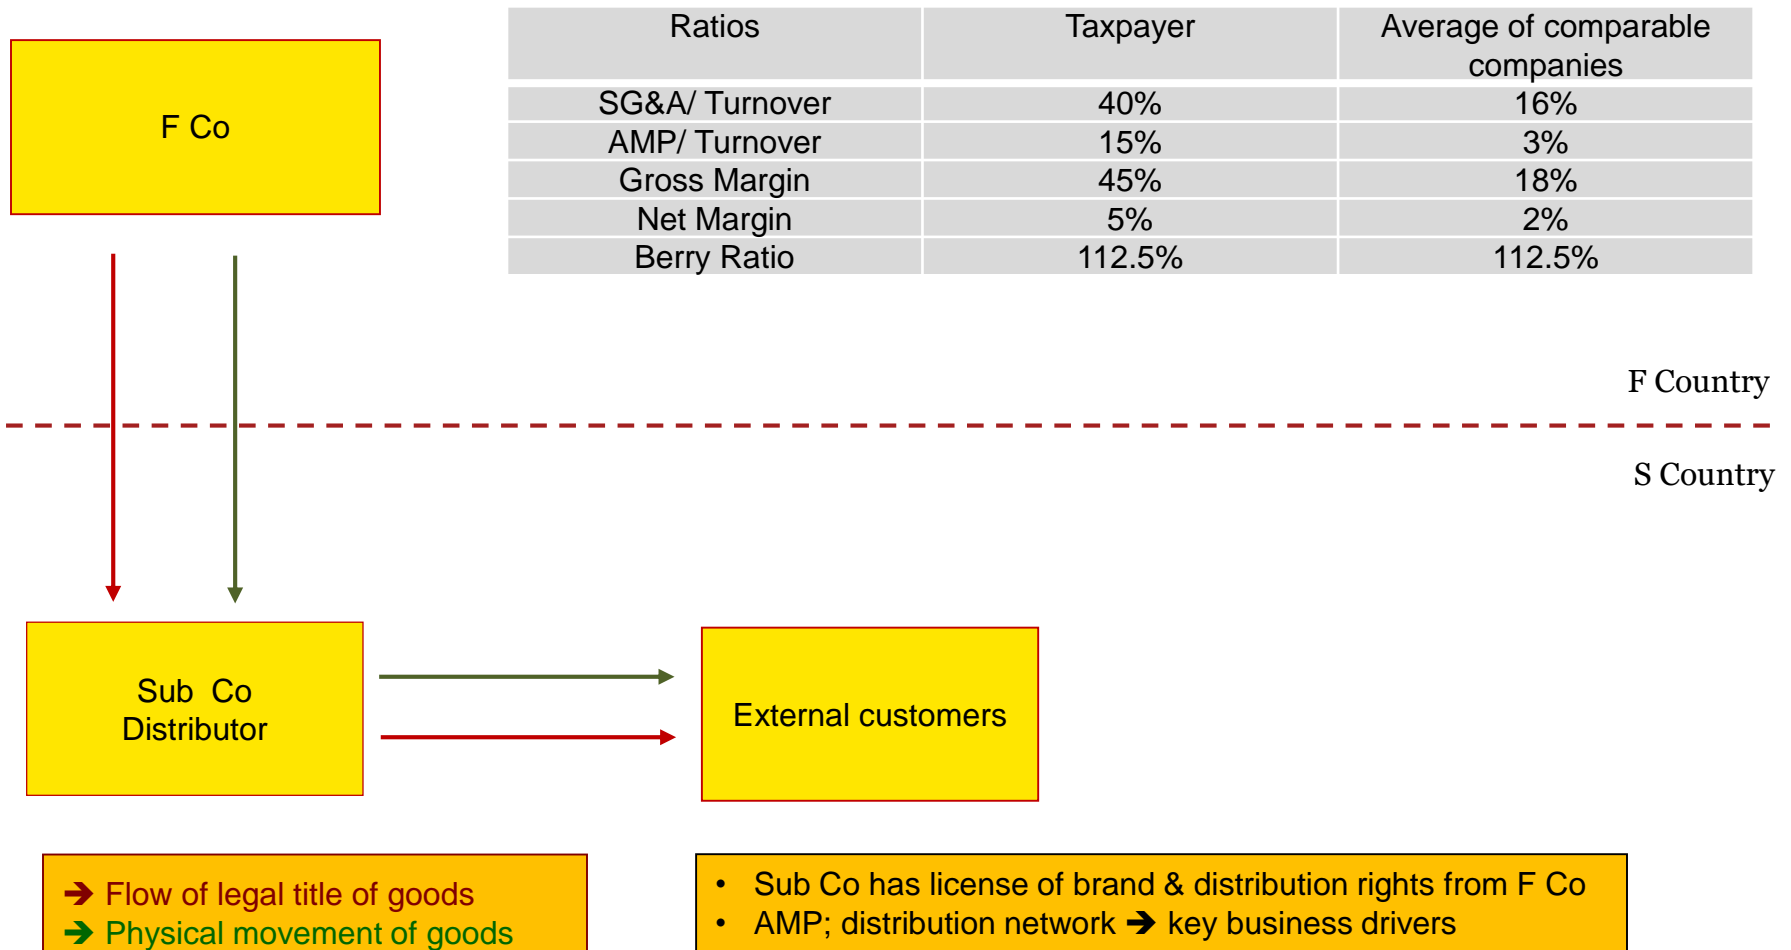 Ratios Taxpayer Average of comparable
companies
SG&A/ Turnover 40% 16%
AMP/ Turnover 15% 3%
Gross Margin 45% 18%
Net Margin 5% 2%
Berry Ratio 112.5% 112.5%
F Co
F Country
S Country
Sub Co
Distributor
External customers
➔ Flow of legal title of goods
➔ Physical movement of goods
• Sub Co has license of brand & distribution rights from F Co
• AMP; distribution network ➔ key business drivers